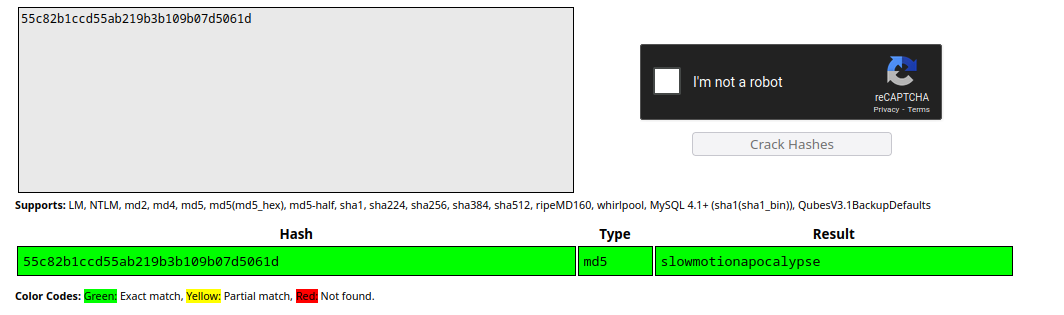 55c82b1ccd55ab219b3b109b07d5061d
I'm not a robot
reCAPTCHA
Privacy - Terms
Crack Hashes
Supports: LM, NTLM, md2, md4, md5, md5(md5_hex), md5-half, sha1, sha224, sha256, sha384, sha512, ripeMD160, whirlpool, MySQL 4.1+ (sha1(sha1_bin)), QubesV3.1BackupDefaults
Hash Type Result
55c82b1ccd55ab219b3b109b07d5061d md5 slowmotionapocalypse
Color Codes: Green: Exact match, Yellow: Partial match, Red: Not found.